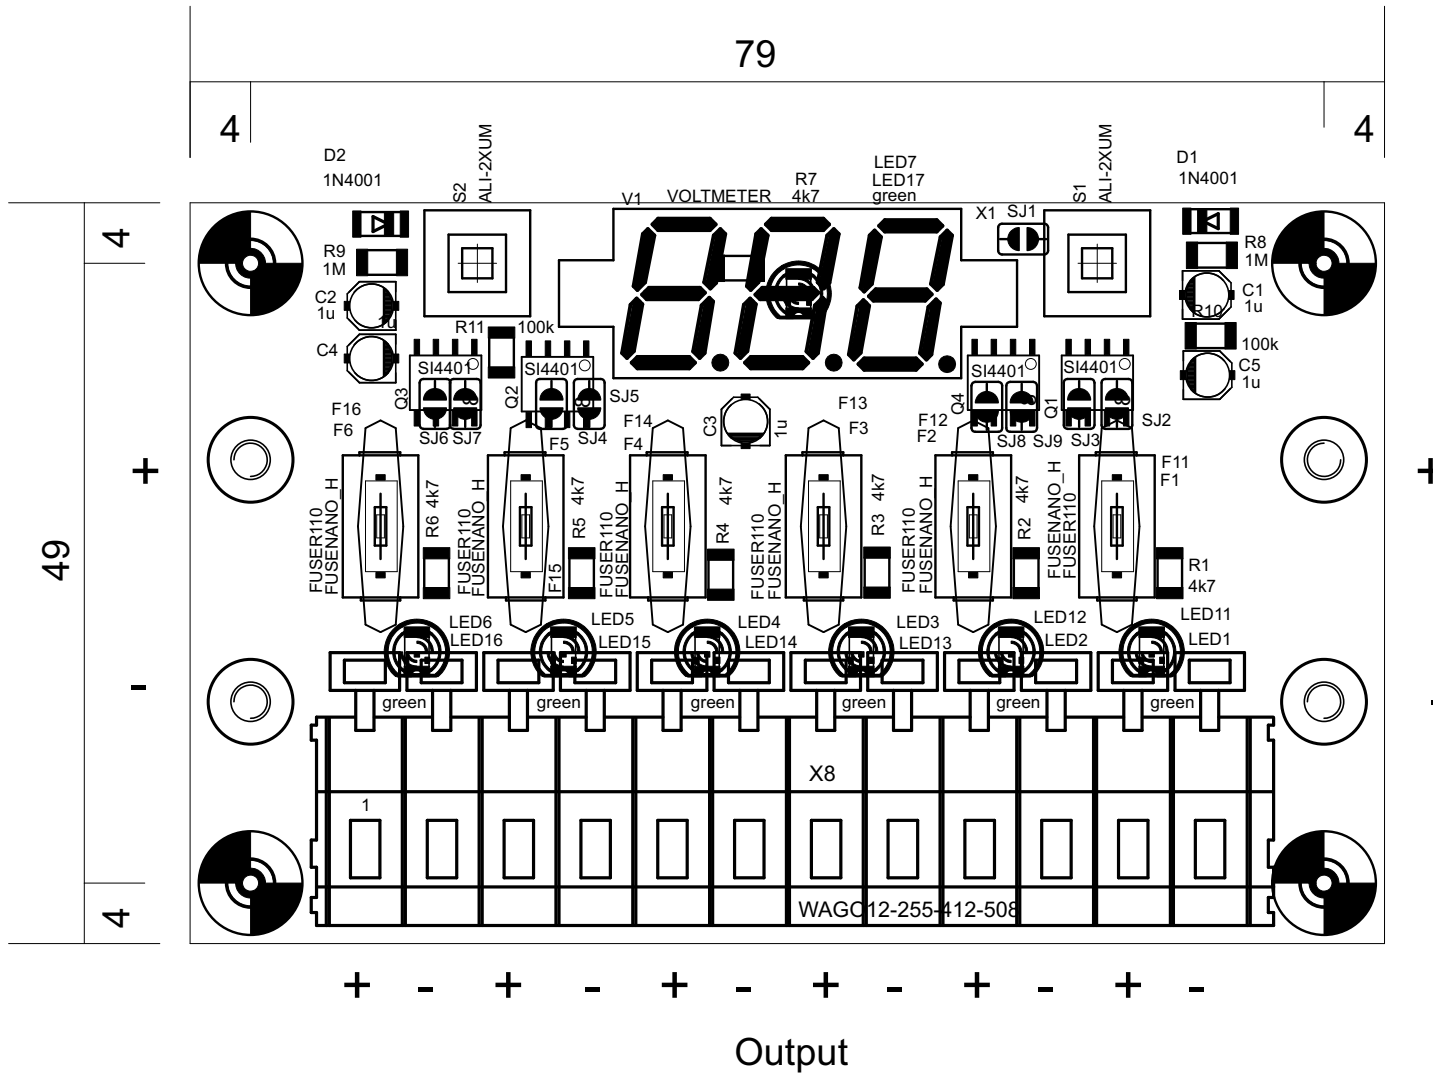 79
4
4
D2
1N4001
S2
ALI-2XUM
V1
VOLTMETER
R7
4k7
LED7
LED17
green
X1
SJ1
S1
ALI-2XUM
D1
1N4001
4
R9
1M
R8
1M
C2
1u
1u
C1
1u
R10
R11
100k
100k
C4
C5
1u
SI4401
SI4401
SI4401
SI4401
Q3
Q2
Q4
Q1
F16
F6
SJ6
SJ7
F5
SJ4
SJ5
F14
F4
C3
1u
F13
F3
F12
F2
SJ8
SJ9
SJ3
SJ2
F11
F1
+
+
49
FUSER110
FUSENANO_H
R6
4k7
FUSER110
FUSENANO_H
F15
R5
4k7
FUSER110
FUSENANO_H
R4
4k7
FUSER110
FUSENANO_H
R3
4k7
FUSER110
FUSENANO_H
R2
4k7
FUSENANO_H
FUSER110
R1
4k7
LED6
LED16
LED5
LED15
LED4
LED14
LED3
LED13
LED12
LED2
LED11
LED1
-
-
green
green
green
green
green
green
X8
1
4
WAGO12-255-412-508
+ - + - + - + - + - + -
Output